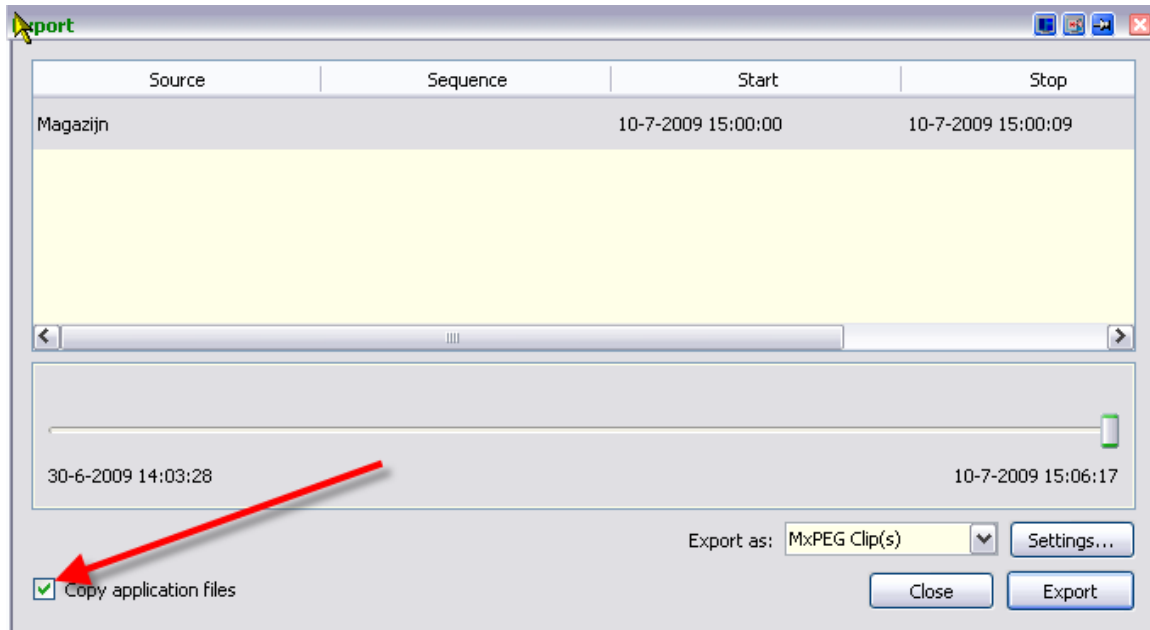 Export
Source Sequence Start Stop
Magazijn 10-7-2009 15:00:00 10-7-2009 15:00:09
30-6-2009 14:03:28 10-7-2009 15:06:17
Export as: MxPEG Clip(s) Settings...
Copy application files Close Export